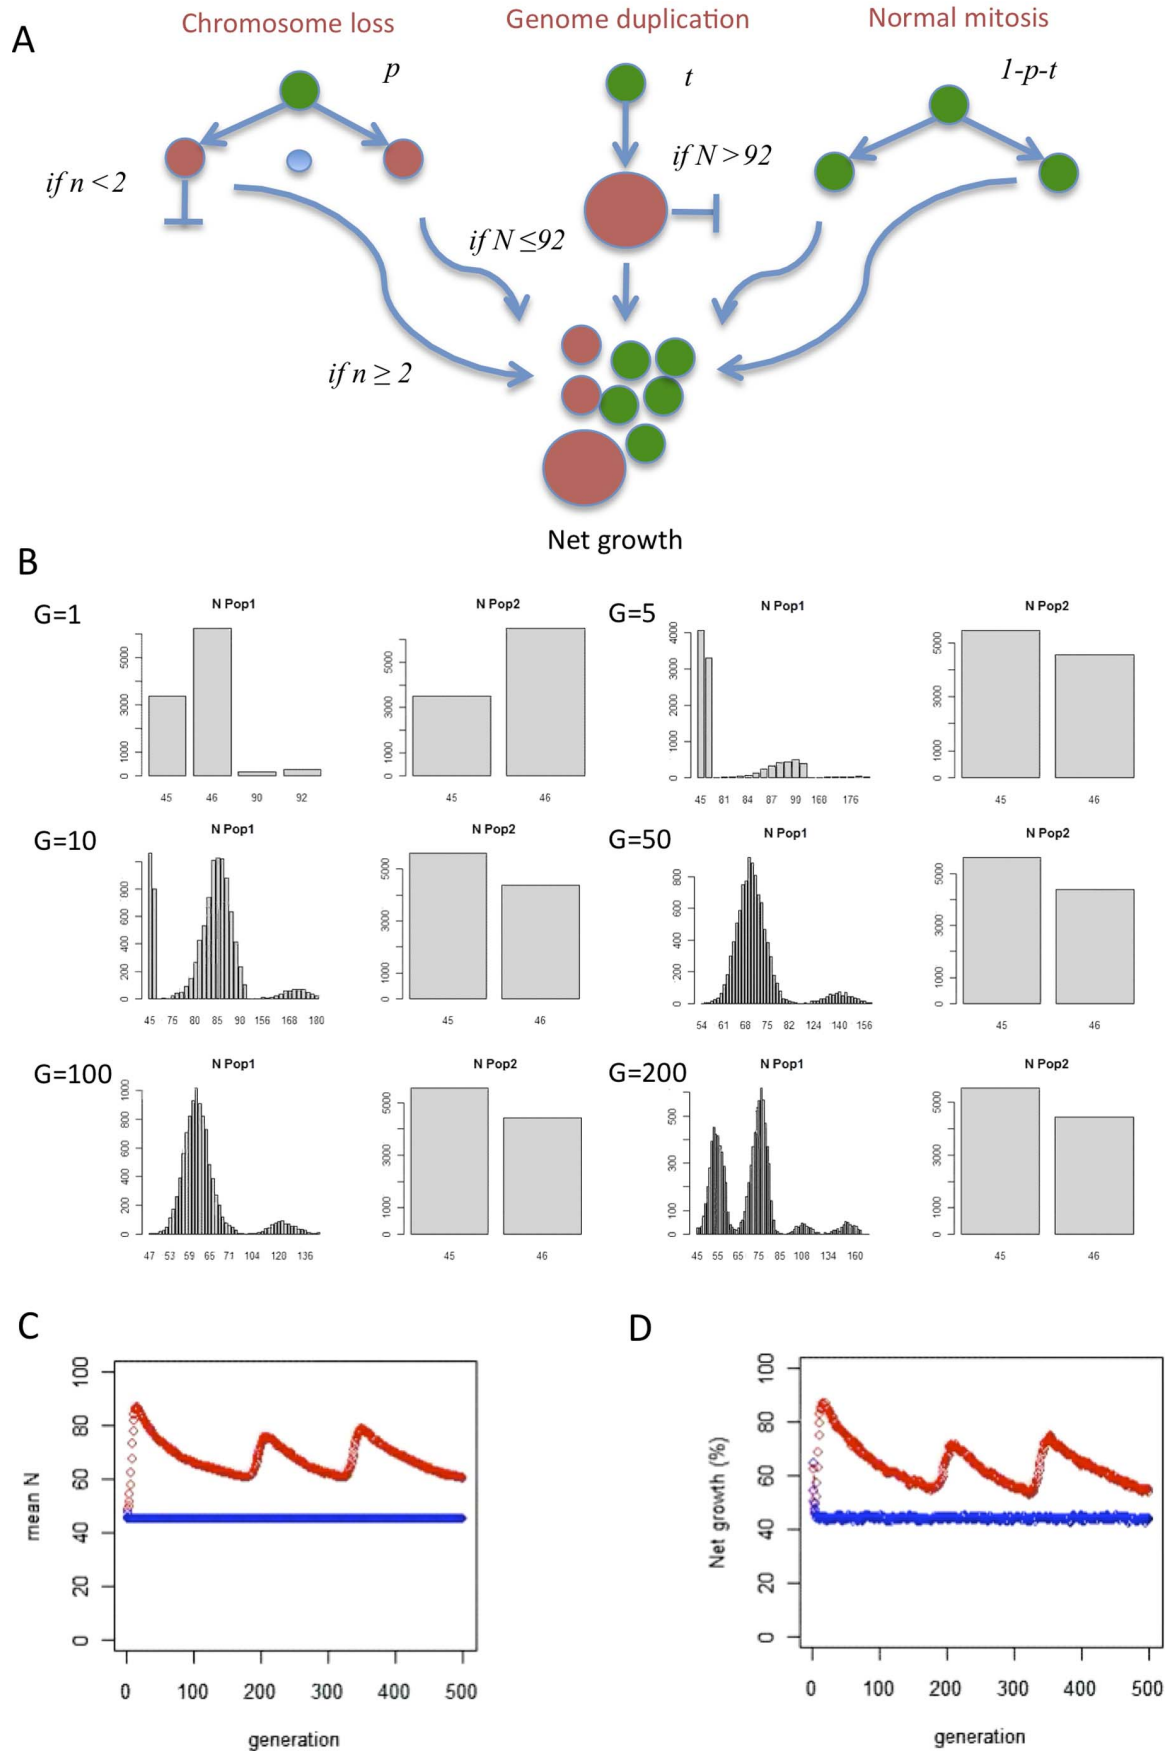 A
Chromosome loss
Genome duplication
Normal mitosis
p
t
1-p-t
if n <2
if N >92
if N ≤92
if n ≥ 2
Net growth
B
G=1
N Pop1
5000
3000
1000
0
45 46 90 92
N Pop2
5000
3000
1000
0
45 46
G=5
N Pop1
4000
3000
2000
1000
0
45 81 84 87 90 168 176
N Pop2
5000
3000
1000
0
45 46
G=10
N Pop1
800
600
400
200
0
45 76 80 85 90 156 168 180
N Pop2
5000
3000
1000
0
45 46
G=50
N Pop1
800
600
400
200
0
54 61 68 75 82 124 140 156
N Pop2
5000
3000
1000
0
45 46
G=100
N Pop1
1000
800
600
400
200
0
47 53 59 65 71 104 120 136
N Pop2
5000
3000
1000
0
45 46
G=200
N Pop1
500
300
100
0
45 55 65 75 85 108 134 160
N Pop2
5000
3000
1000
0
45 46
C
mean N
100
80
60
40
20
0
0 100 200 300 400 500
generation
D
Net growth (%)
100
80
60
40
20
0
0 100 200 300 400 500
generation